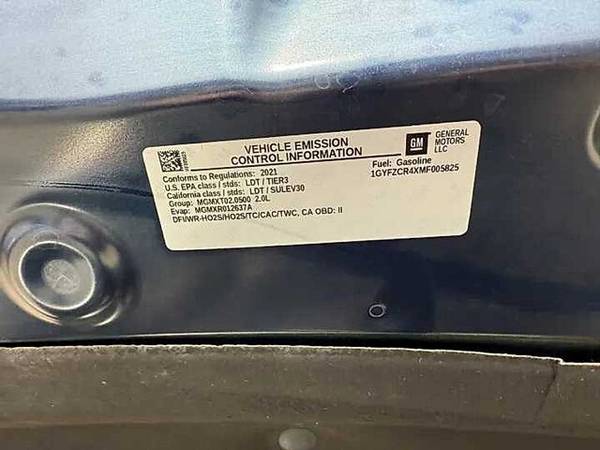 VEHICLE EMISSION
CONTROL INFORMATION
GM
GENERAL
MOTORS
LLC
Conforms to Regulations: 2021
U.S. EPA class / stds: LDT / TIER3
California class / stds: LDT / SULEV30
Group: MGMXT02.0500 2.0L
Evap: MGMXR012637A
DFI/WR-HO2S/HO2S/TC/CAC/TWC, CA OBD: II
Fuel: Gasoline
1GYFZCR4XMF005825